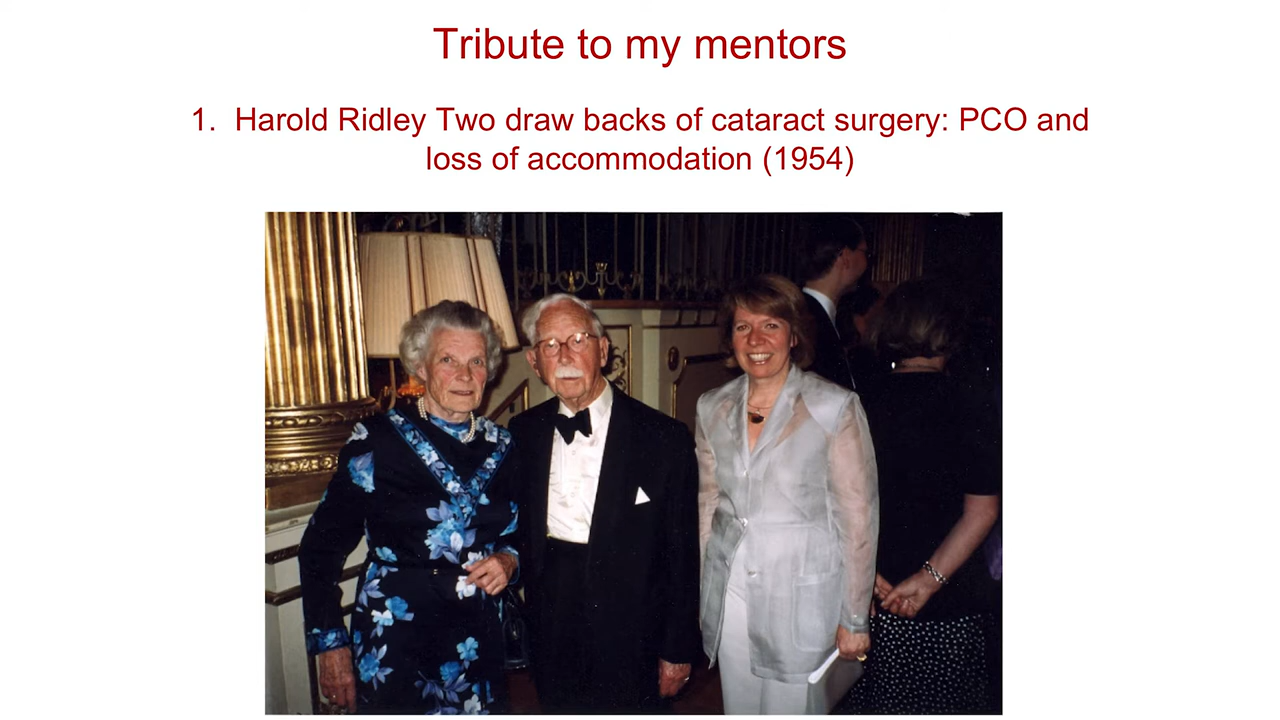 Tribute to my mentors
1. Harold Ridley Two draw backs of cataract surgery: PCO and
loss of accommodation (1954)